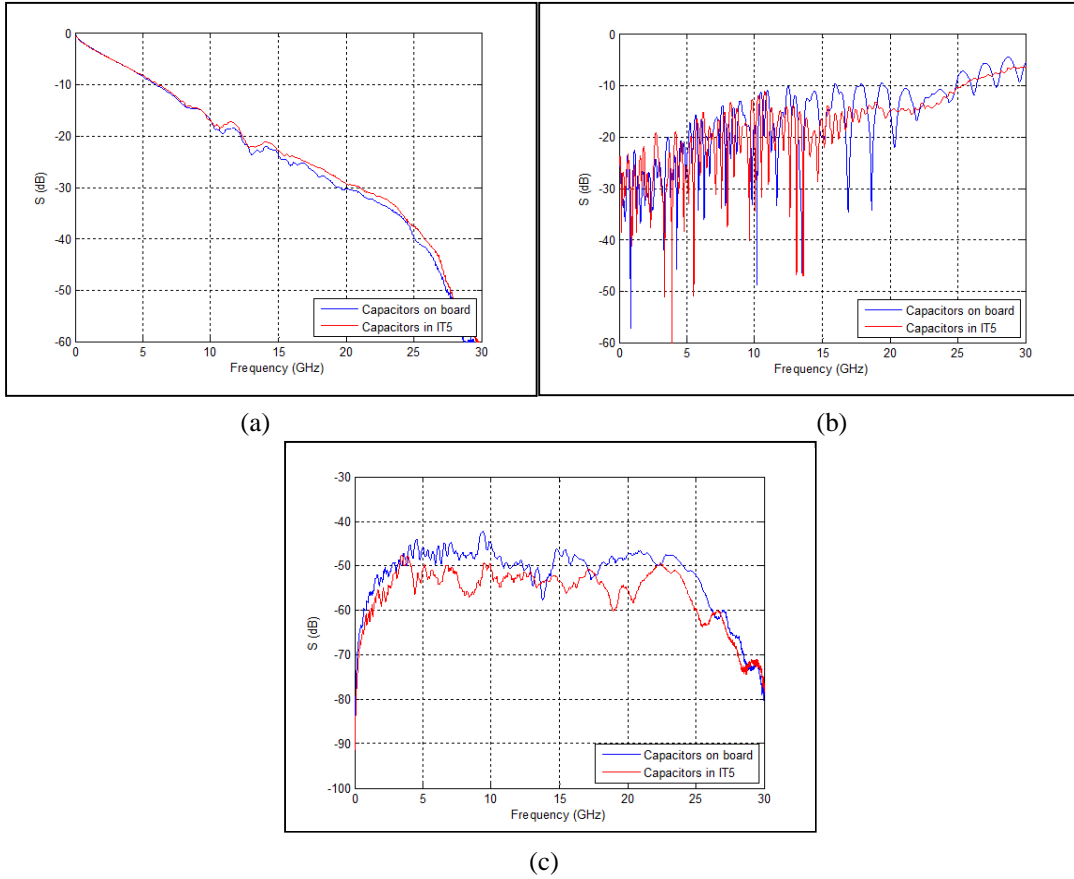 0
-10
-20
-30
-40
-50
-60
S (dB)
0 5 10 15 20 25 30
Frequency (GHz)
Capacitors on board
Capacitors in IT5
(a)
0
-10
-20
-30
-40
-50
-60
S (dB)
0 5 10 15 20 25 30
Frequency (GHz)
Capacitors on board
Capacitors in IT5
(b)
-30
-40
-50
-60
-70
-80
-90
-100
S (dB)
0 5 10 15 20 25 30
Frequency (GHz)
Capacitors on board
Capacitors in IT5
(c)